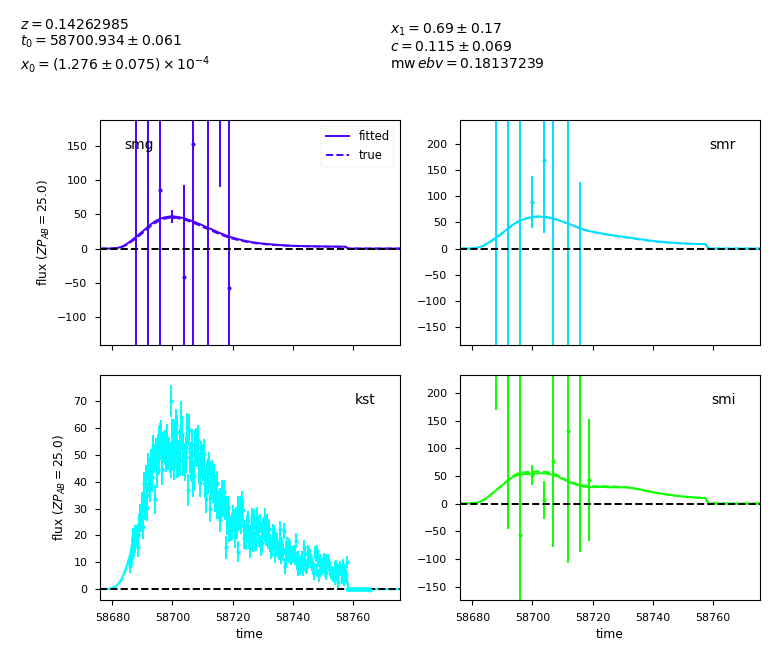 z = 0.14262985
t₀ = 58700.934 ± 0.061
x₀ = (1.276 ± 0.075) × 10⁻⁴
x₁ = 0.69 ± 0.17
c = 0.115 ± 0.069
mw ebv = 0.18137239
smg
fitted
true
150
100
50
0
−50
−100
flux (ZP_AB = 25.0)
smr
200
150
100
50
0
−50
−100
−150
kst
70
60
50
40
30
20
10
0
flux (ZP_AB = 25.0)
58680 58700 58720 58740 58760
time
smi
200
150
100
50
0
−50
−100
−150
58680 58700 58720 58740 58760
time